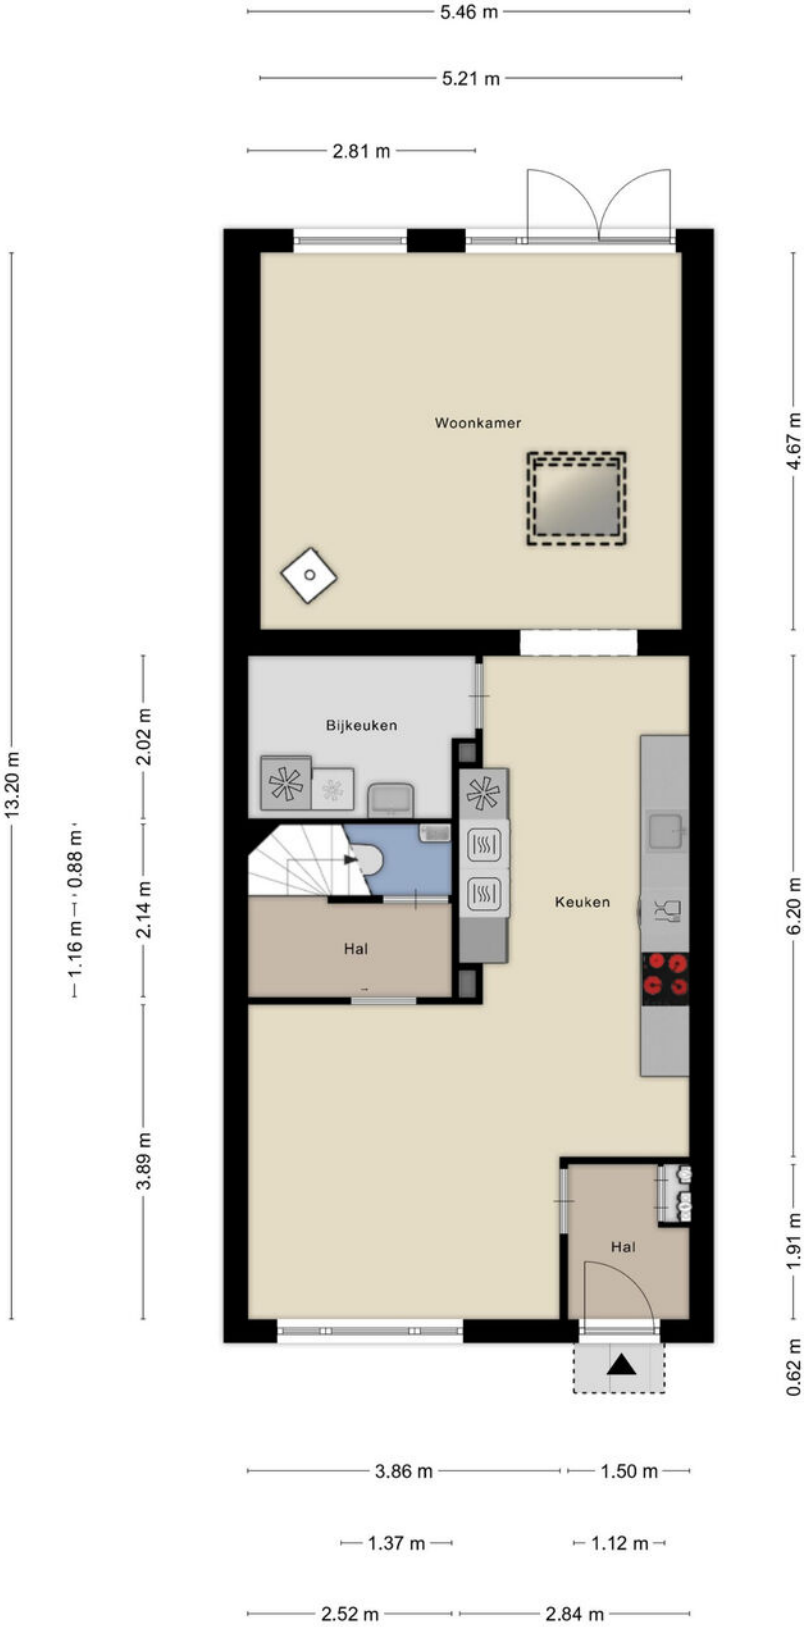 5.46 m
5.21 m
2.81 m
Woonkamer
4.67 m
13.20 m
2.02 m
Bijkeuken
0.88 m
1.16 m
2.14 m
Hal
Keuken
6.20 m
3.89 m
Hal
1.91 m
0.62 m
3.86 m
1.50 m
1.37 m
1.12 m
2.52 m
2.84 m